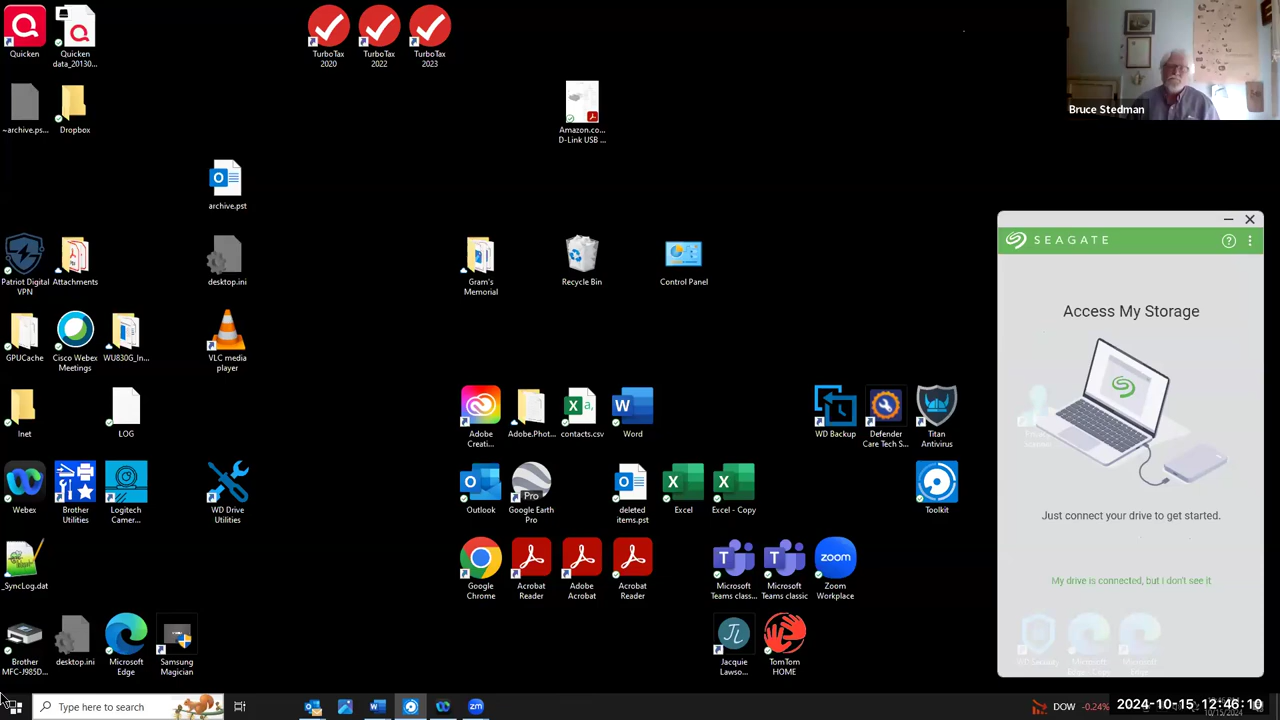 Quicken
Quicken
data_20130...
TurboTax
2020
TurboTax
2022
TurboTax
2023
Bruce Stedman
~archive.ps...
Dropbox
Amazon.co...
D-Link USB ...
archive.pst
SEAGATE
Patriot Digital
VPN
Attachments
desktop.ini
Gram's
Memorial
Recycle Bin
Control Panel
Access My Storage
GPUCache
Cisco Webex
Meetings
WU830G_In...
VLC media
player
Inet
LOG
Adobe
Creati...
Adobe.Phot...
contacts.csv
Word
WD Backup
Defender
Care Tech S...
Titan
Antivirus
Webex
Brother
Utilities
Logitech
Camer...
WD Drive
Utilities
Outlook
Google Earth
Pro
deleted
items.pst
Excel
Excel - Copy
Toolkit
Just connect your drive to get started.
_SyncLog.dat
Google
Chrome
Acrobat
Reader
Adobe
Acrobat
Acrobat
Reader
Microsoft
Teams class...
Microsoft
Teams classic
zoom
Zoom
Workplace
My drive is connected, but I don't see it
Brother
MFC-J985D...
desktop.ini
Microsoft
Edge
Samsung
Magician
Jacquie
Lawso...
TomTom
HOME
Type here to search
zm
DOW -0.24%
2024-10-15 12:46:10